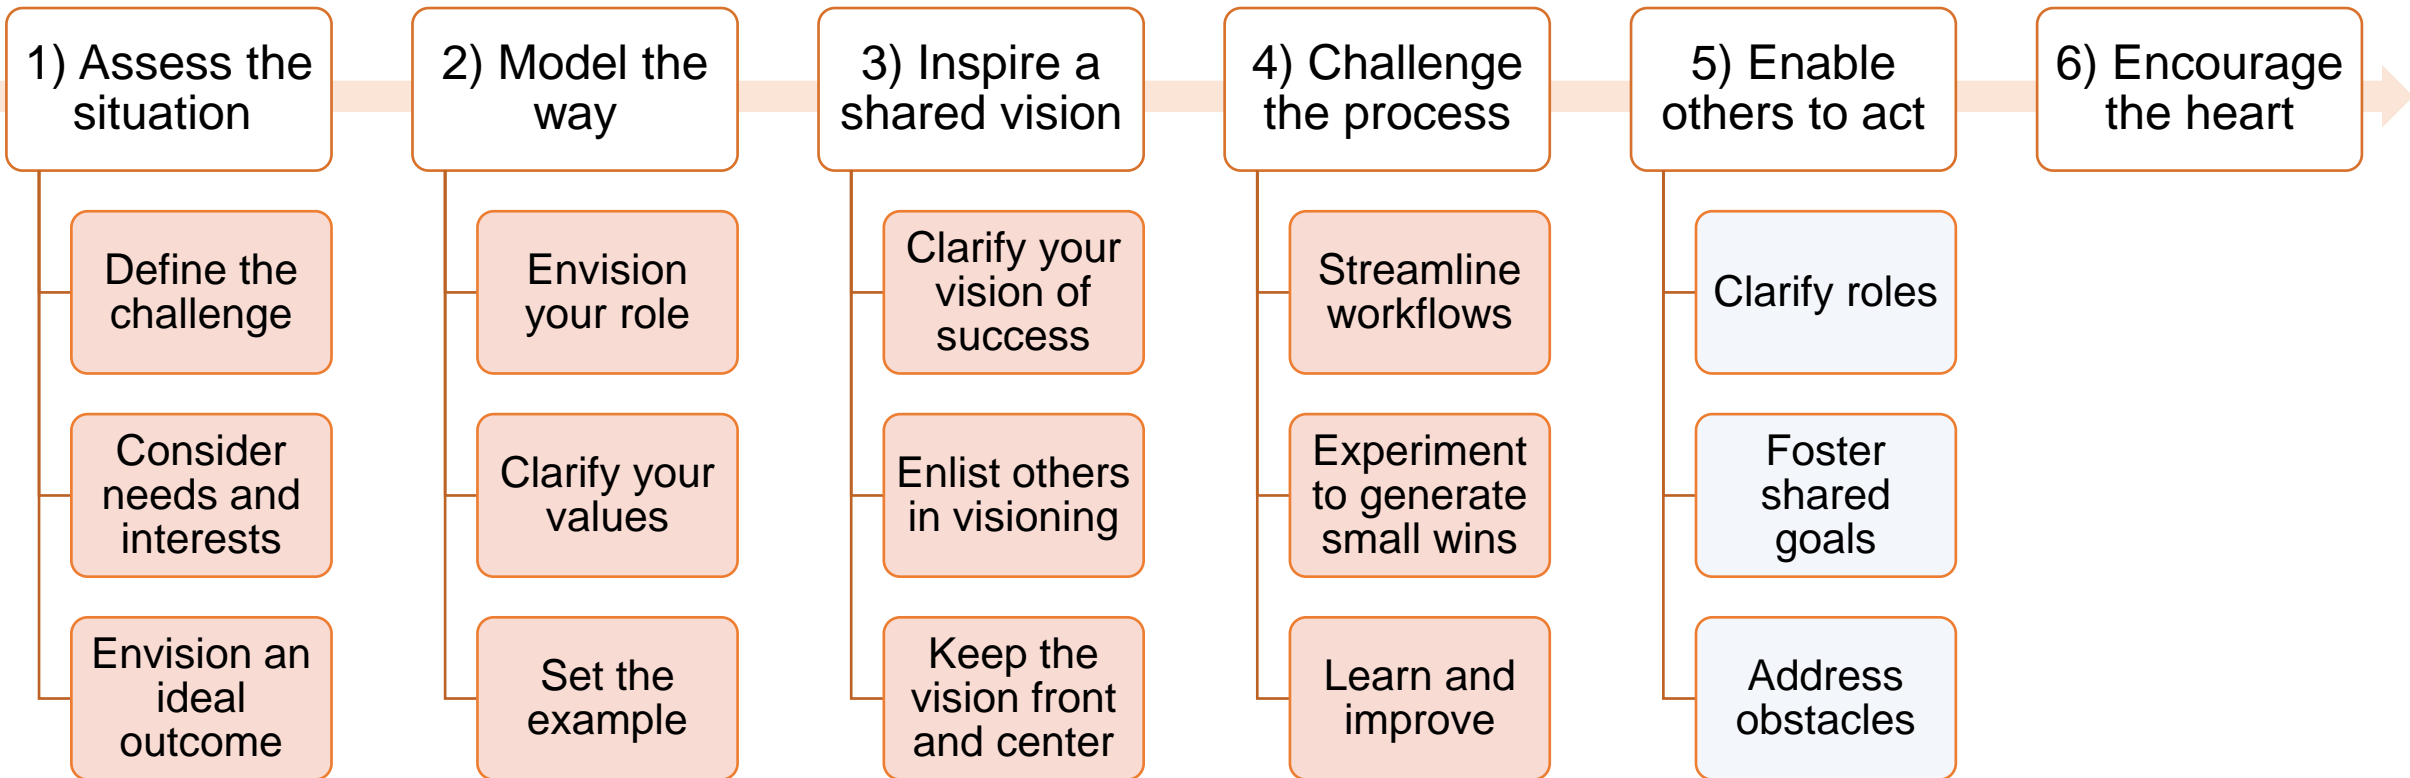 1) Assess the
situation
Define the
challenge
Consider
needs and
interests
Envision an
ideal
outcome
2) Model the
way
Envision
your role
Clarify your
values
Set the
example
3) Inspire a
shared vision
Clarify your
vision of
success
Enlist others
in visioning
Keep the
vision front
and center
4) Challenge
the process
Streamline
workflows
Experiment
to generate
small wins
Learn and
improve
5) Enable
others to act
Clarify roles
Foster
shared
goals
Address
obstacles
6) Encourage
the heart